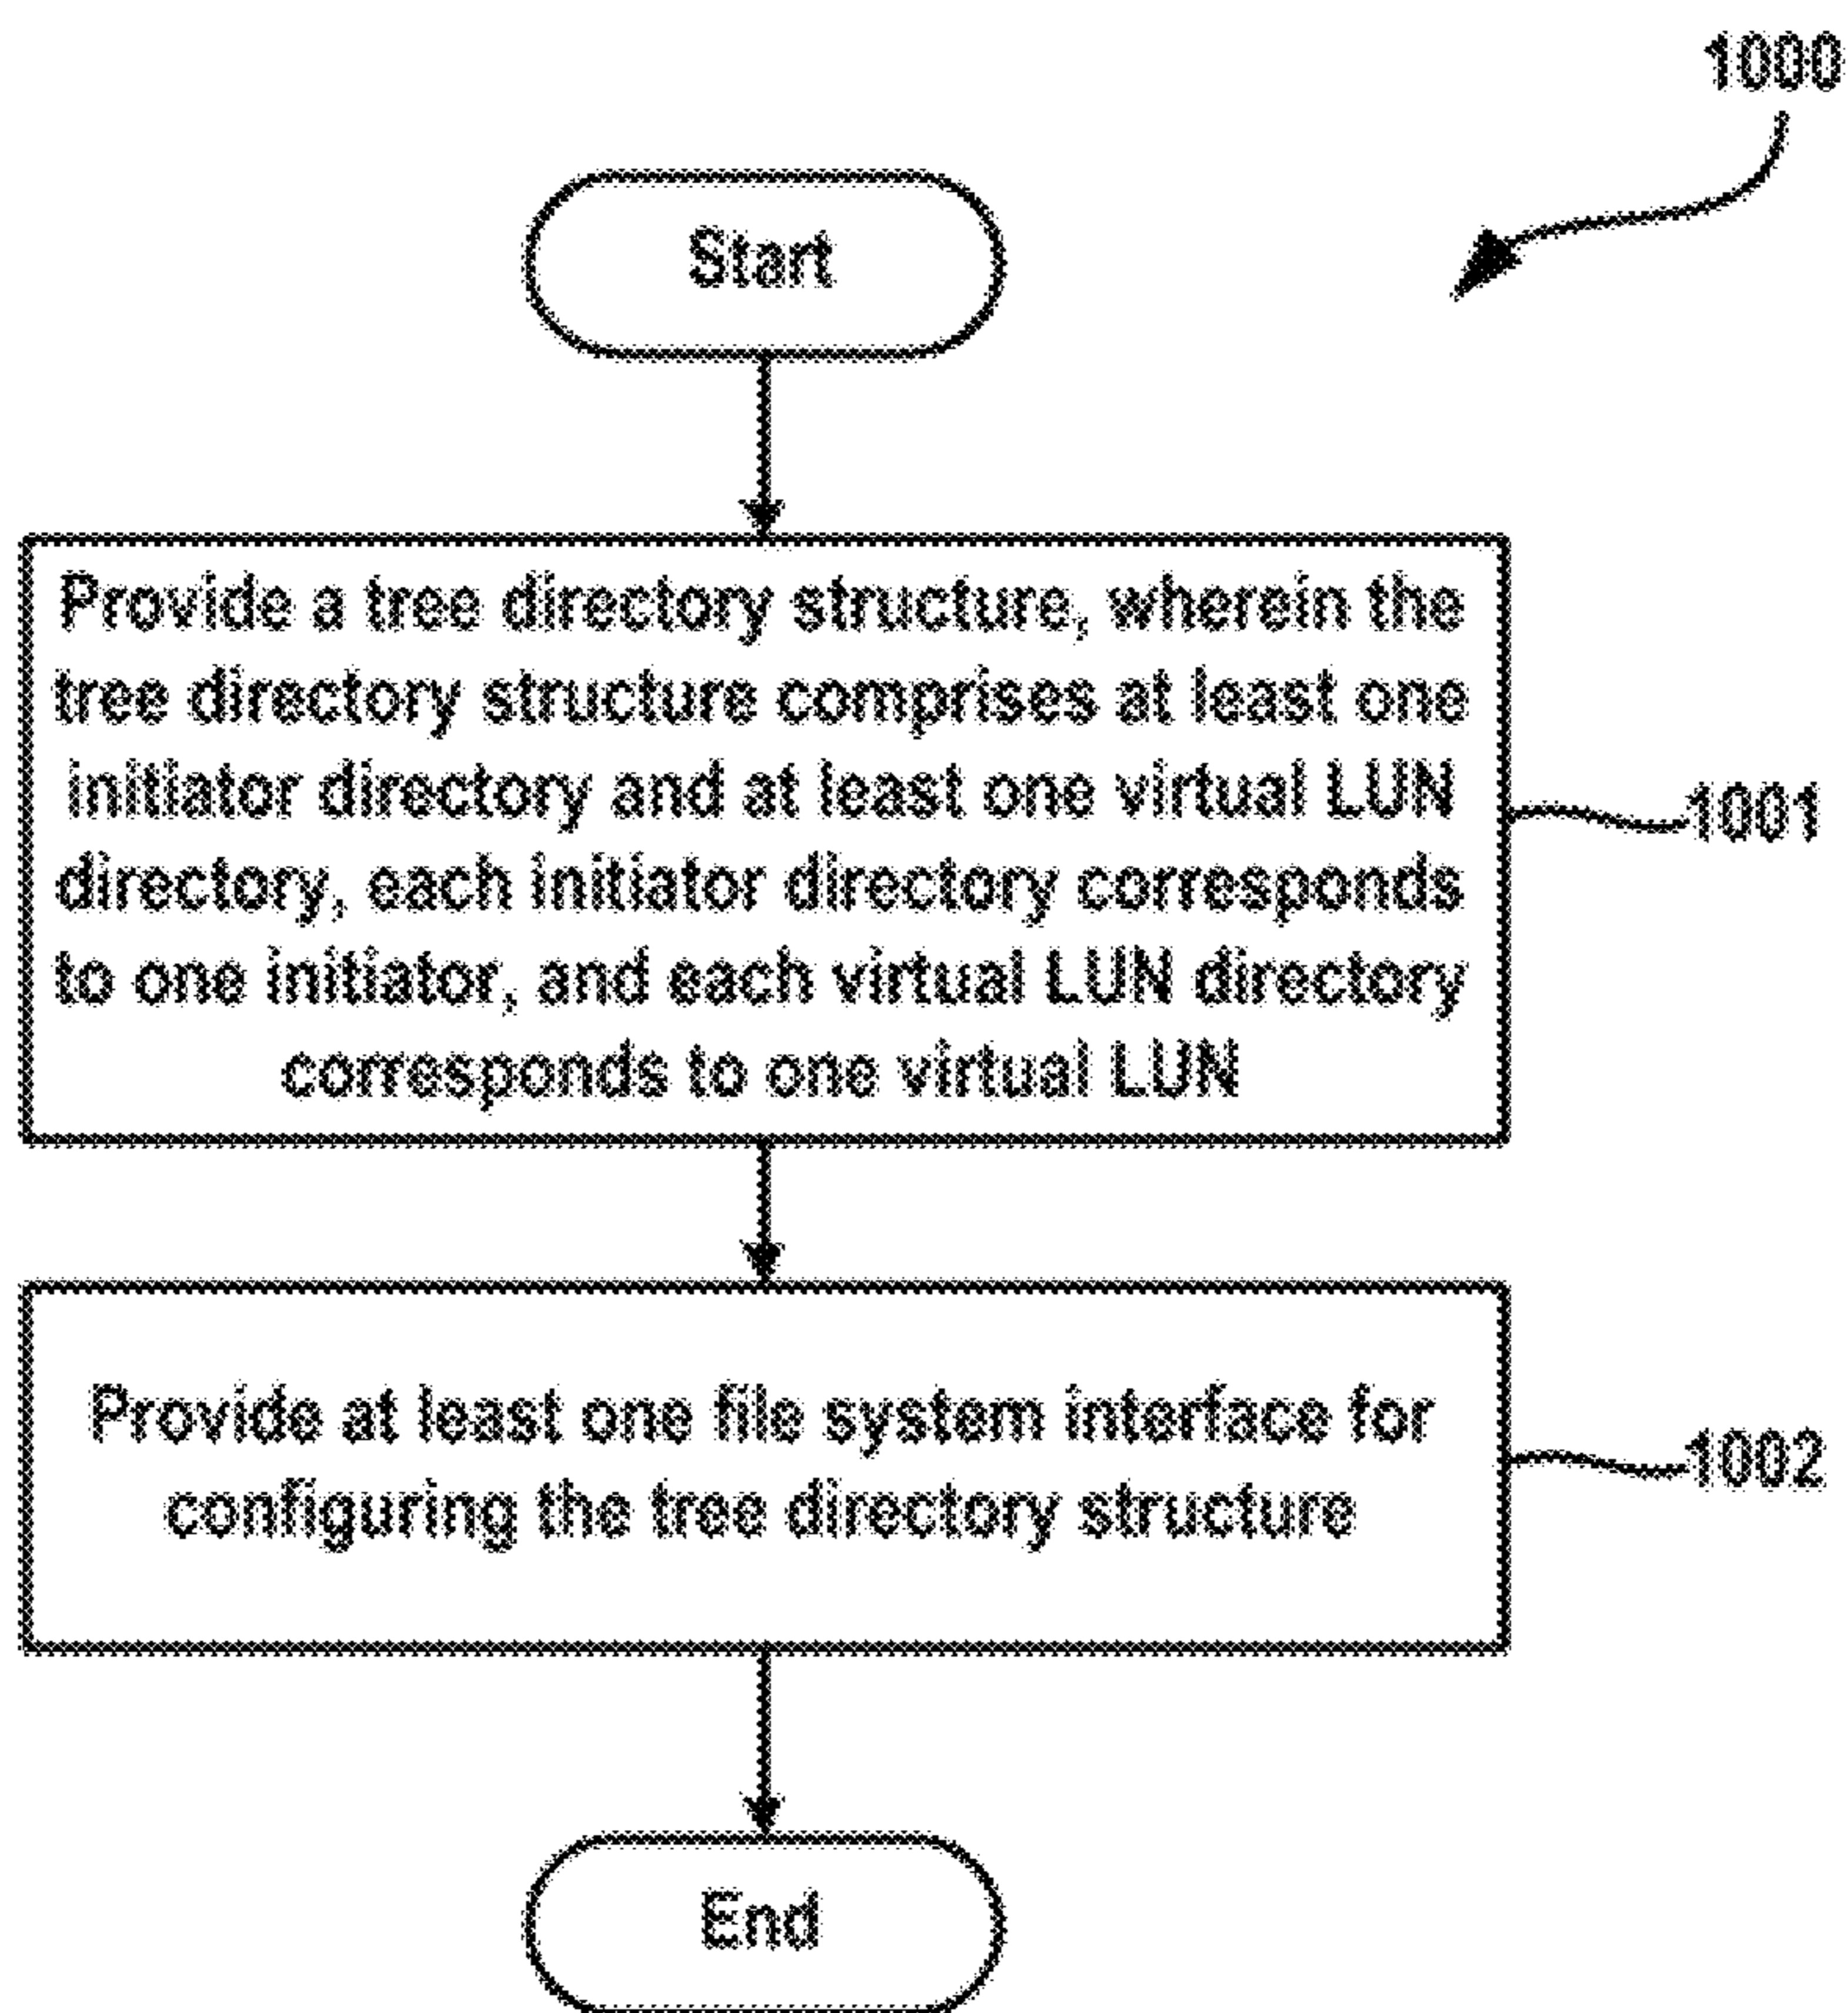 1000
Start
Provide a tree directory structure, wherein the
tree directory structure comprises at least one
initiator directory and at least one virtual LUN
directory, each initiator directory corresponds
to one initiator, and each virtual LUN directory
corresponds to one virtual LUN
1001
Provide at least one file system interface for
configuring the tree directory structure
1002
End